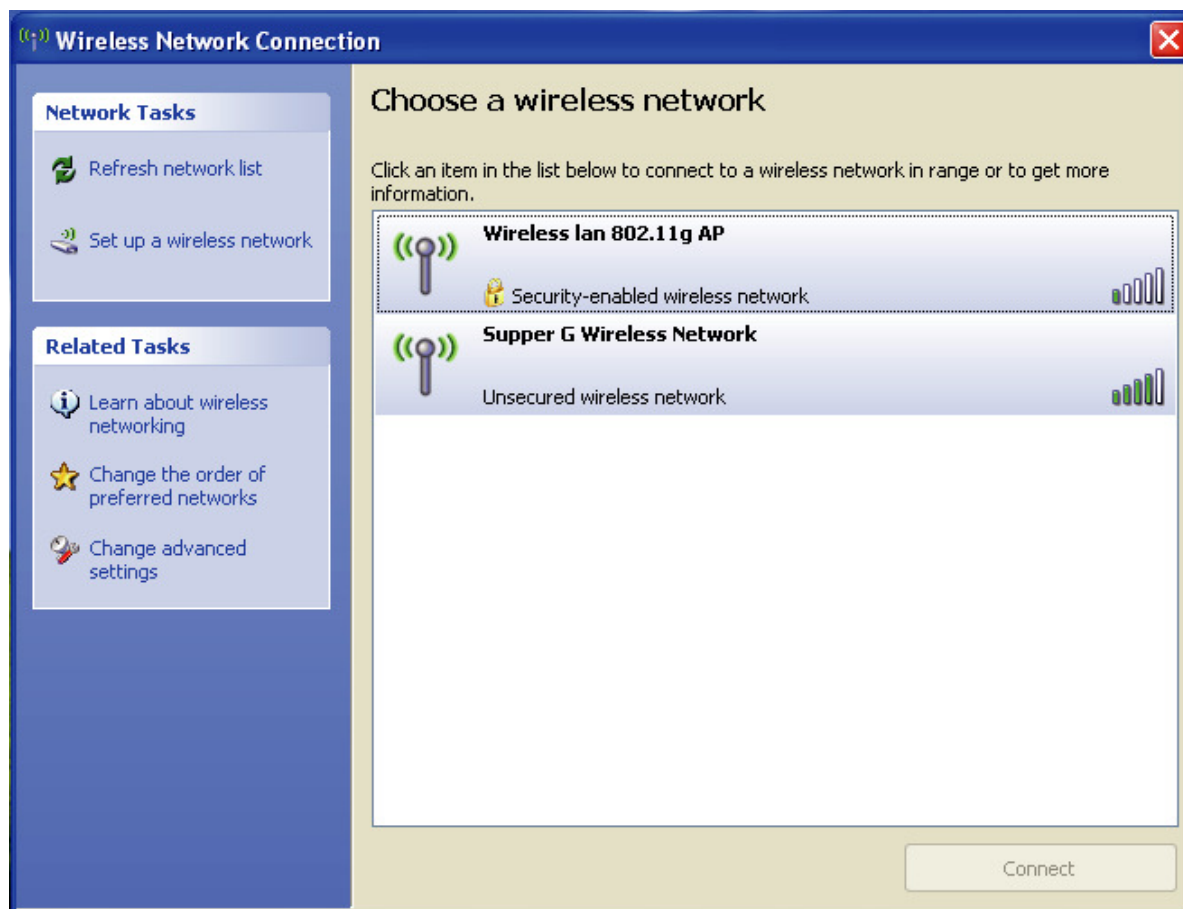 Wireless Network Connection
Network Tasks
Refresh network list
Set up a wireless network
Related Tasks
Learn about wireless
networking
Change the order of
preferred networks
Change advanced
settings
Choose a wireless network
Click an item in the list below to connect to a wireless network in range or to get more
information.
Wireless lan 802.11g AP
Security-enabled wireless network
Supper G Wireless Network
Unsecured wireless network
Connect